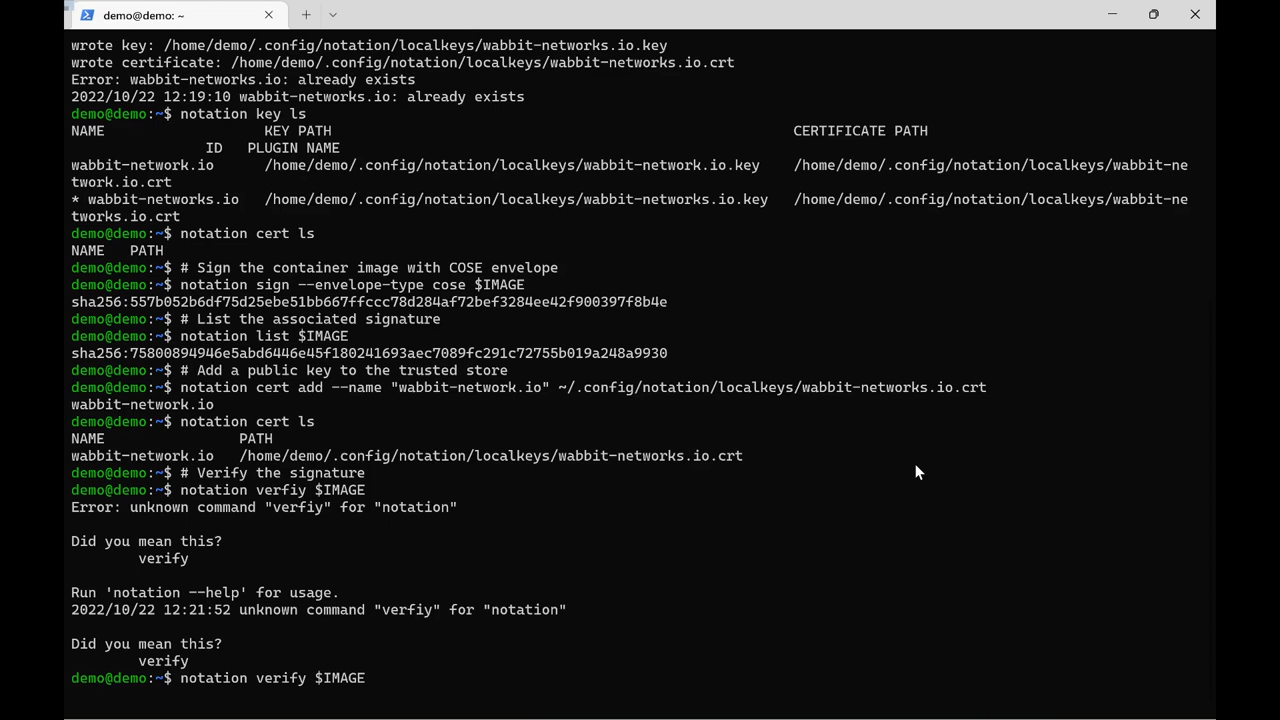 demo@demo: ~
wrote key: /home/demo/.config/notation/localkeys/wabbit-networks.io.key
wrote certificate: /home/demo/.config/notation/localkeys/wabbit-networks.io.crt
Error: wabbit-networks.io: already exists
2022/10/22 12:19:10 wabbit-networks.io: already exists
demo@demo:~$ notation key ls
NAME                   KEY PATH                                                       CERTIFICATE PATH
                ID   PLUGIN NAME
wabbit-network.io      /home/demo/.config/notation/localkeys/wabbit-network.io.key    /home/demo/.config/notation/localkeys/wabbit-ne
twork.io.crt
* wabbit-networks.io   /home/demo/.config/notation/localkeys/wabbit-networks.io.key   /home/demo/.config/notation/localkeys/wabbit-ne
tworks.io.crt
demo@demo:~$ notation cert ls
NAME   PATH
demo@demo:~$ # Sign the container image with COSE envelope
demo@demo:~$ notation sign --envelope-type cose $IMAGE
sha256:557b052b6df75d25ebe51bb667ffccc78d284af72bef3284ee42f900397f8b4e
demo@demo:~$ # List the associated signature
demo@demo:~$ notation list $IMAGE
sha256:75800894946e5abd6446e45f180241693aec7089fc291c72755b019a248a9930
demo@demo:~$ # Add a public key to the trusted store
demo@demo:~$ notation cert add --name "wabbit-network.io" ~/.config/notation/localkeys/wabbit-networks.io.crt
wabbit-network.io
demo@demo:~$ notation cert ls
NAME                PATH
wabbit-network.io   /home/demo/.config/notation/localkeys/wabbit-networks.io.crt
demo@demo:~$ # Verify the signature
demo@demo:~$ notation verfiy $IMAGE
Error: unknown command "verfiy" for "notation"
Did you mean this?
        verify
Run 'notation --help' for usage.
2022/10/22 12:21:52 unknown command "verfiy" for "notation"
Did you mean this?
        verify
demo@demo:~$ notation verify $IMAGE